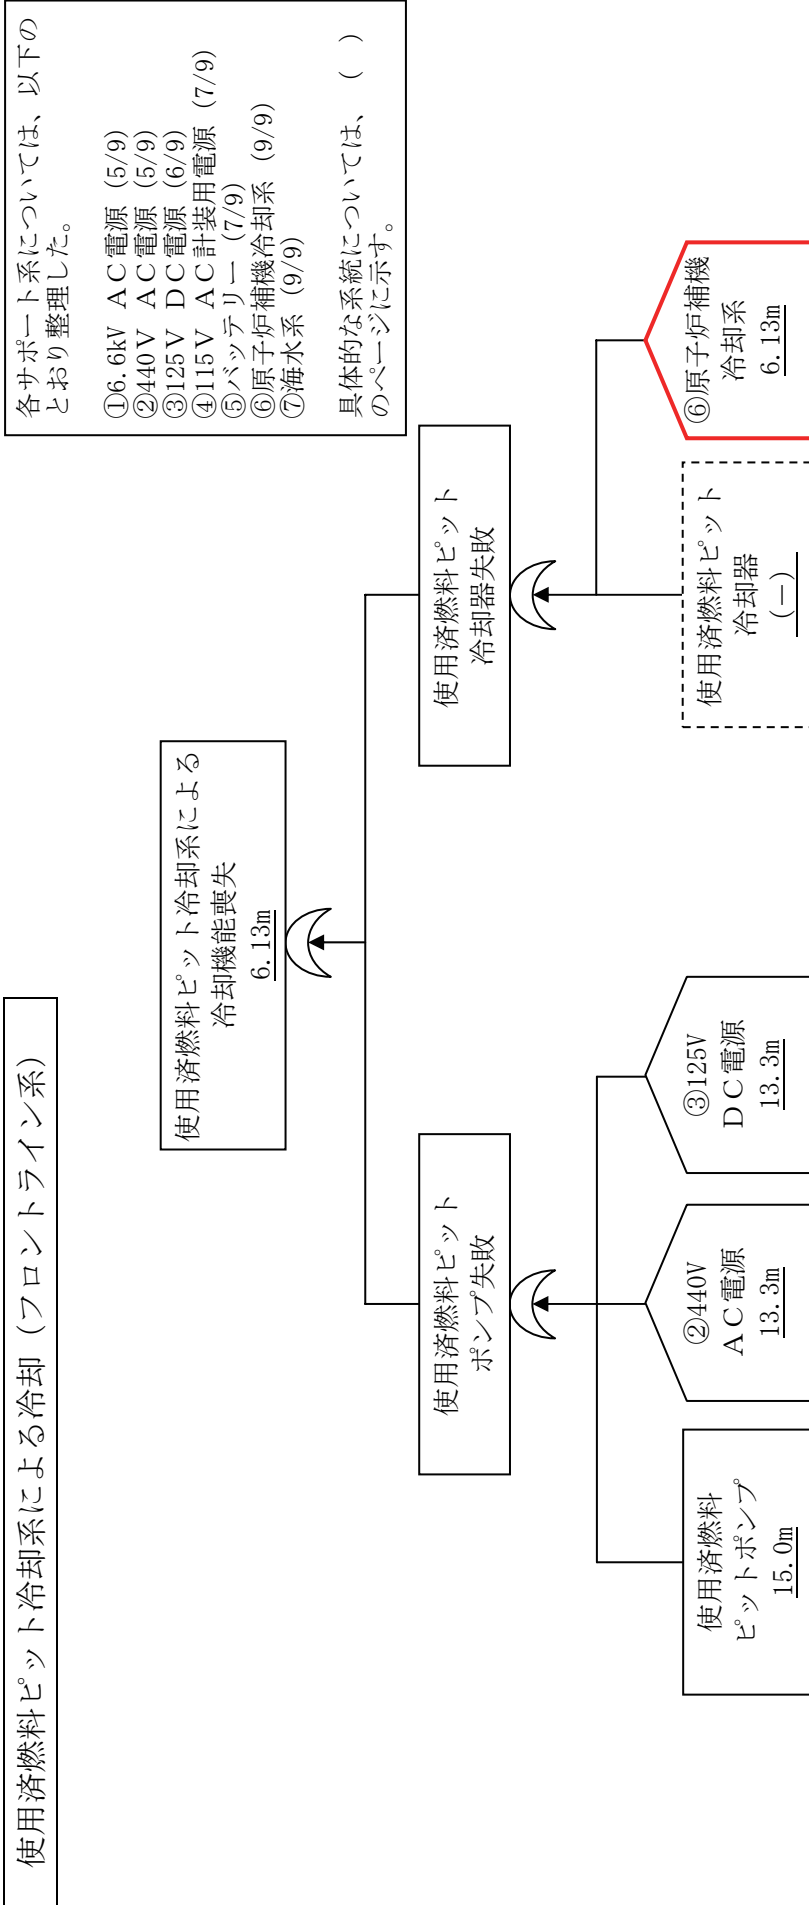 使用済燃料ピット冷却系による冷却（フロントライン系）
各サポート系については、以下の
とおり整理した。
①6.6kV ＡＣ電源（5/9）
②440Ｖ ＡＣ電源（5/9）
③125Ｖ ＤＣ電源（6/9）
④115Ｖ ＡＣ計装用電源（7/9）
⑤バッテリー（7/9）
⑥原子炉補機冷却系（9/9）
⑦海水系（9/9）
具体的な系統については、（ ）
のページに示す。
使用済燃料ピット冷却系による
冷却機能喪失
6.13m
使用済燃料ピット
ポンプ失敗
使用済燃料ピット
冷却器失敗
使用済燃料
ピットポンプ
15.0m
②440V
ＡＣ電源
13.3m
③125V
ＤＣ電源
13.3m
使用済燃料ピット
冷却器
(－)
⑥原子炉補機
冷却系
6.13m